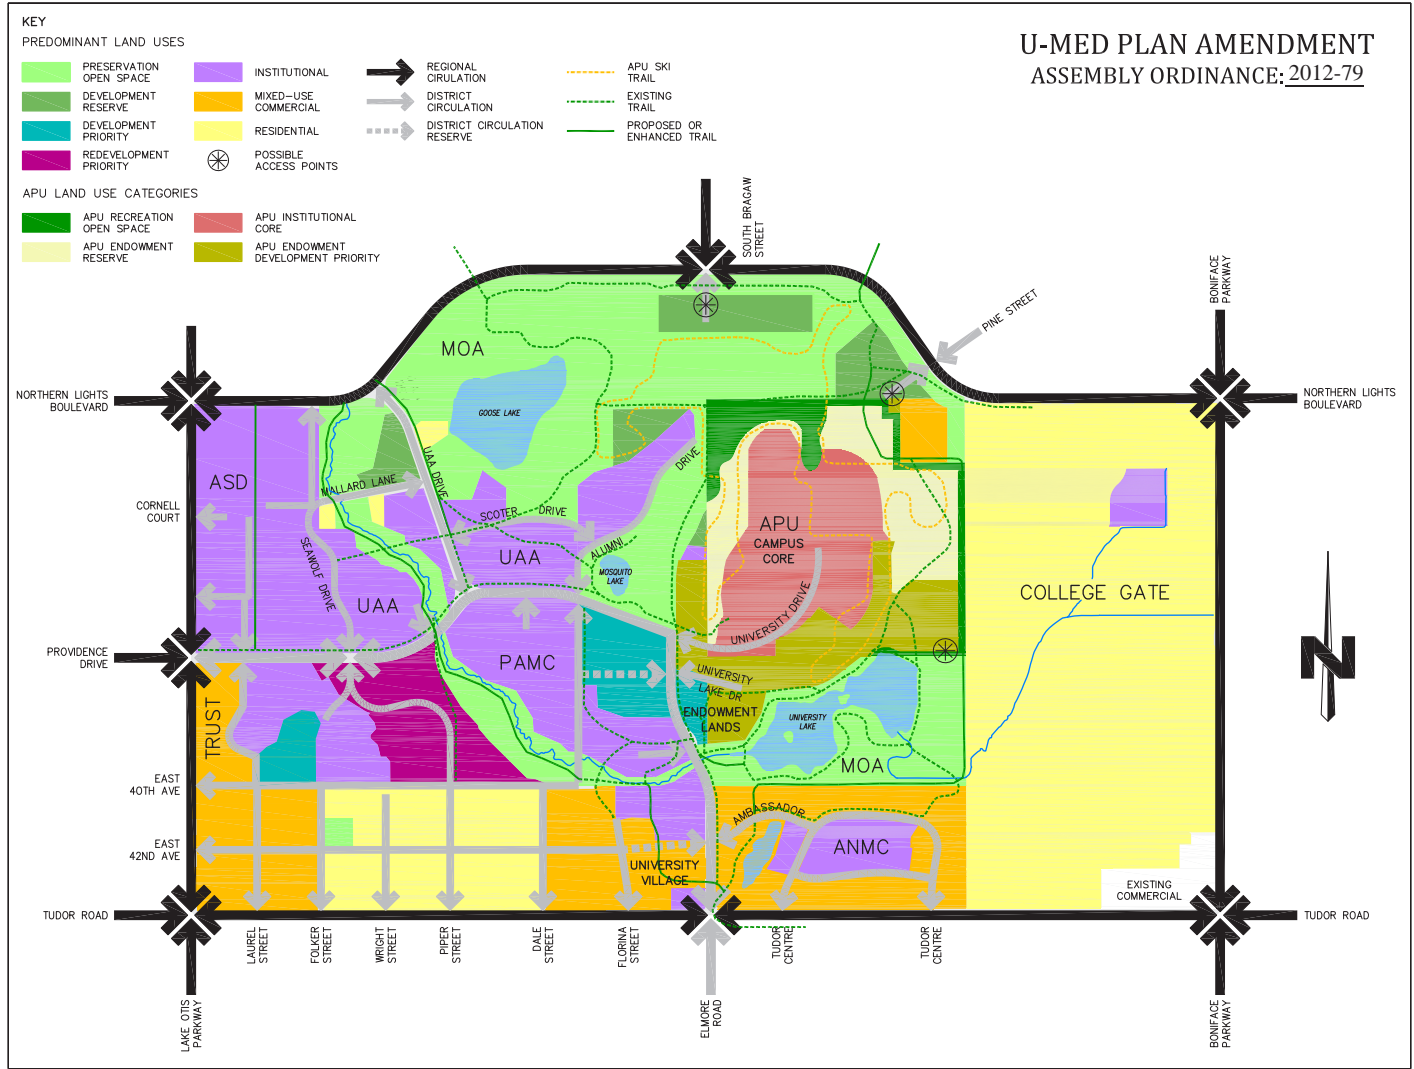 KEY
PREDOMINANT LAND USES
PRESERVATION
OPEN SPACE
DEVELOPMENT
RESERVE
DEVELOPMENT
PRIORITY
REDEVELOPMENT
PRIORITY
INSTITUTIONAL
MIXED-USE
COMMERCIAL
RESIDENTIAL
POSSIBLE
ACCESS POINTS
REGIONAL
CIRULATION
DISTRICT
CIRCULATION
DISTRICT CIRCULATION
RESERVE
APU SKI
TRAIL
EXISTING
TRAIL
PROPOSED OR
ENHANCED TRAIL
APU LAND USE CATEGORIES
APU RECREATION
OPEN SPACE
APU ENDOWMENT
RESERVE
APU INSTITUTIONAL
CORE
APU ENDOWMENT
DEVELOPMENT PRIORITY
U-MED PLAN AMENDMENT
ASSEMBLY ORDINANCE: 2012-79
SOUTH BRAGAW
STREET
BONIFACE
PARKWAY
PINE STREET
MOA
NORTHERN LIGHTS
BOULEVARD
NORTHERN LIGHTS
BOULEVARD
GOOSE LAKE
UAA DRIVE
DRIVE
ASD
MALLARD LANE
CORNELL
COURT
SCOTER DRIVE
APU
CAMPUS
CORE
SEAWOLF DRIVE
UAA
ALUMNI
MOSQUITO
LAKE
UAA
COLLEGE GATE
UNIVERSITY DRIVE
N
PROVIDENCE
DRIVE
PAMC
UNIVERSITY
LAKE DR
TRUST
ENDOWMENT
LANDS
UNIVERSITY
LAKE
MOA
EAST
40TH AVE
AMBASSADOR
EAST
42ND AVE
ANMC
UNIVERSITY
VILLAGE
EXISTING
COMMERCIAL
TUDOR ROAD
TUDOR ROAD
LAUREL
STREET
FOLKER
STREET
WRIGHT
STREET
PIPER
STREET
DALE
STREET
FLORINA
STREET
TUDOR
CENTRE
TUDOR
CENTRE
LAKE OTIS
PARKWAY
ELMORE
ROAD
BONIFACE
PARKWAY